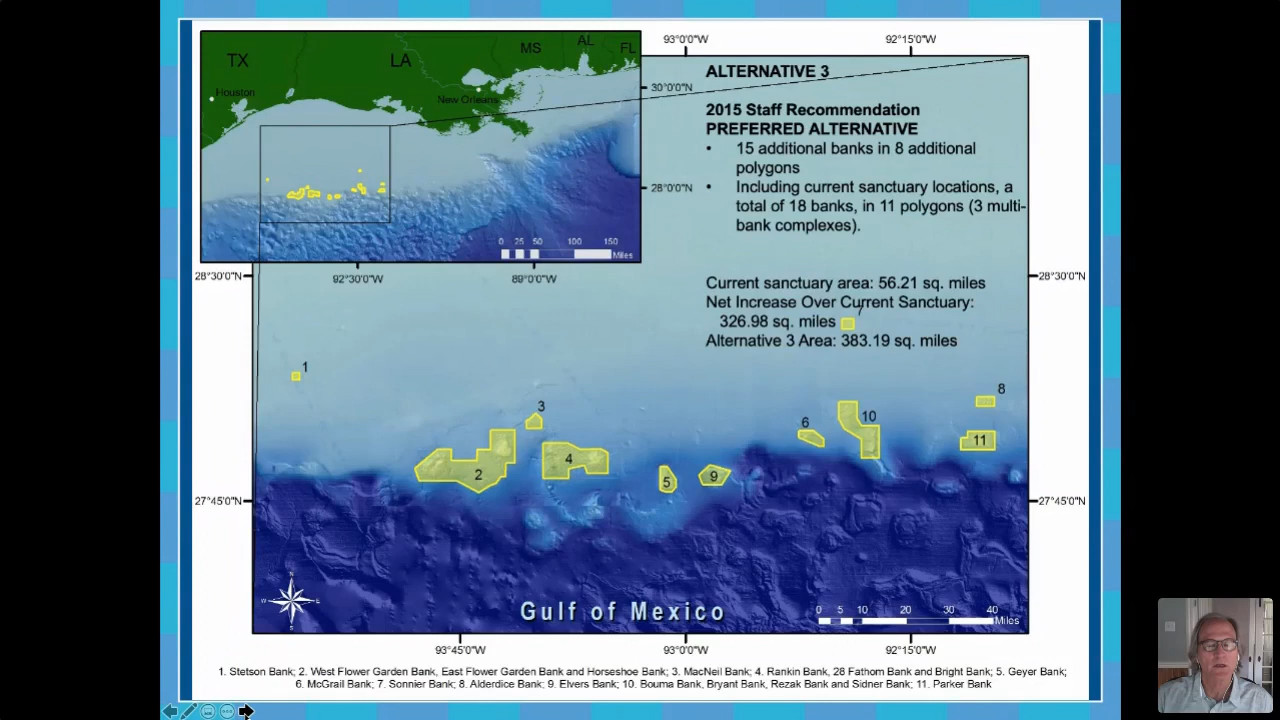 TX
LA
MS
AL
FL
Houston
New Orleans
0 25 50 100 150
Miles
93°0'0"W
92°15'0"W
30°0'0"N
28°0'0"N
92°30'0"W
89°0'0"W
ALTERNATIVE 3
2015 Staff Recommendation
PREFERRED ALTERNATIVE
• 15 additional banks in 8 additional
polygons
• Including current sanctuary locations, a
total of 18 banks, in 11 polygons (3 multi-
bank complexes).
Current sanctuary area: 56.21 sq. miles
Net Increase Over Current Sanctuary:
326.98 sq. miles
Alternative 3 Area: 383.19 sq. miles
28°30'0"N
28°30'0"N
7
1
8
3
6
10
11
4
2
5
9
27°45'0"N
27°45'0"N
N
W
E
S
Gulf of Mexico
0 5 10 20 30 40
Miles
93°45'0"W
93°0'0"W
92°15'0"W
1. Stetson Bank; 2. West Flower Garden Bank, East Flower Garden Bank and Horseshoe Bank; 3. MacNeil Bank; 4. Rankin Bank, 28 Fathom Bank and Bright Bank; 5. Geyer Bank;
6. McGrail Bank; 7. Sonnier Bank; 8. Alderdice Bank; 9. Elvers Bank; 10. Bouma Bank, Bryant Bank, Rezak Bank and Sidner Bank; 11. Parker Bank